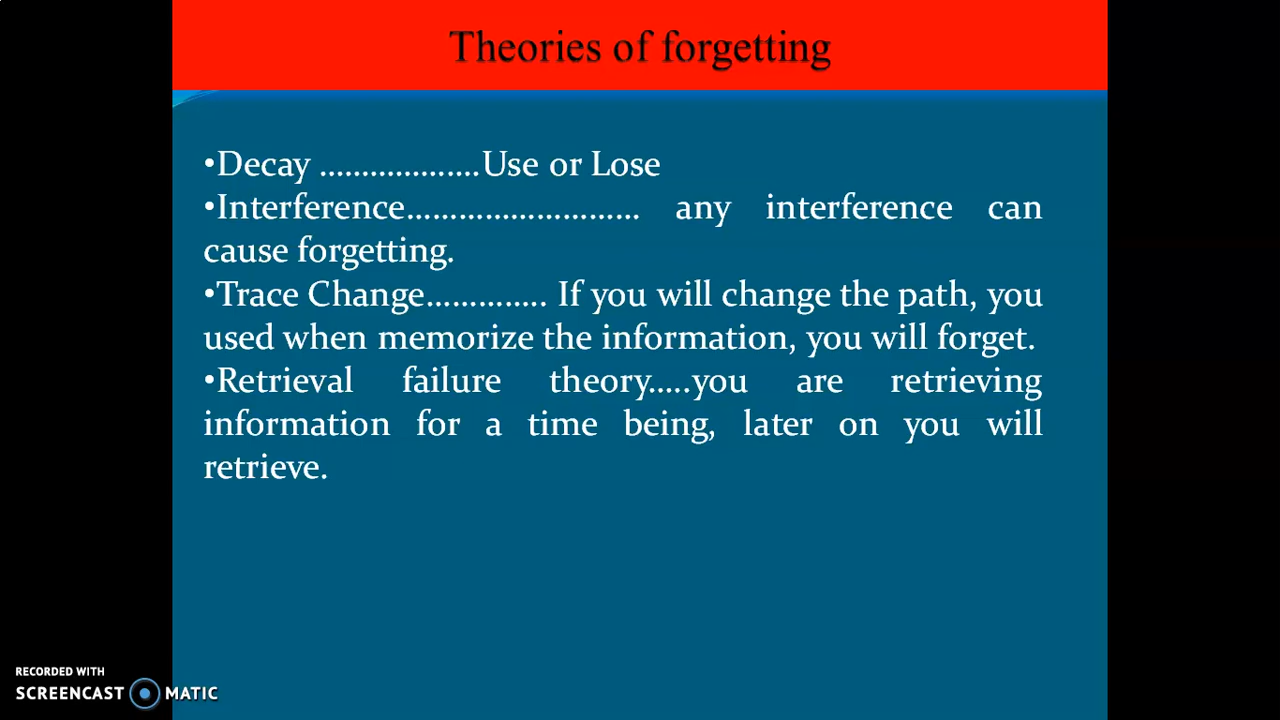 Theories of forgetting
•Decay ...................Use or Lose
•Interference........................... any interference can
cause forgetting.
•Trace Change.............. If you will change the path, you
used when memorize the information, you will forget.
•Retrieval failure theory.....you are retrieving
information for a time being, later on you will
retrieve.
RECORDED WITH
SCREENCAST MATIC